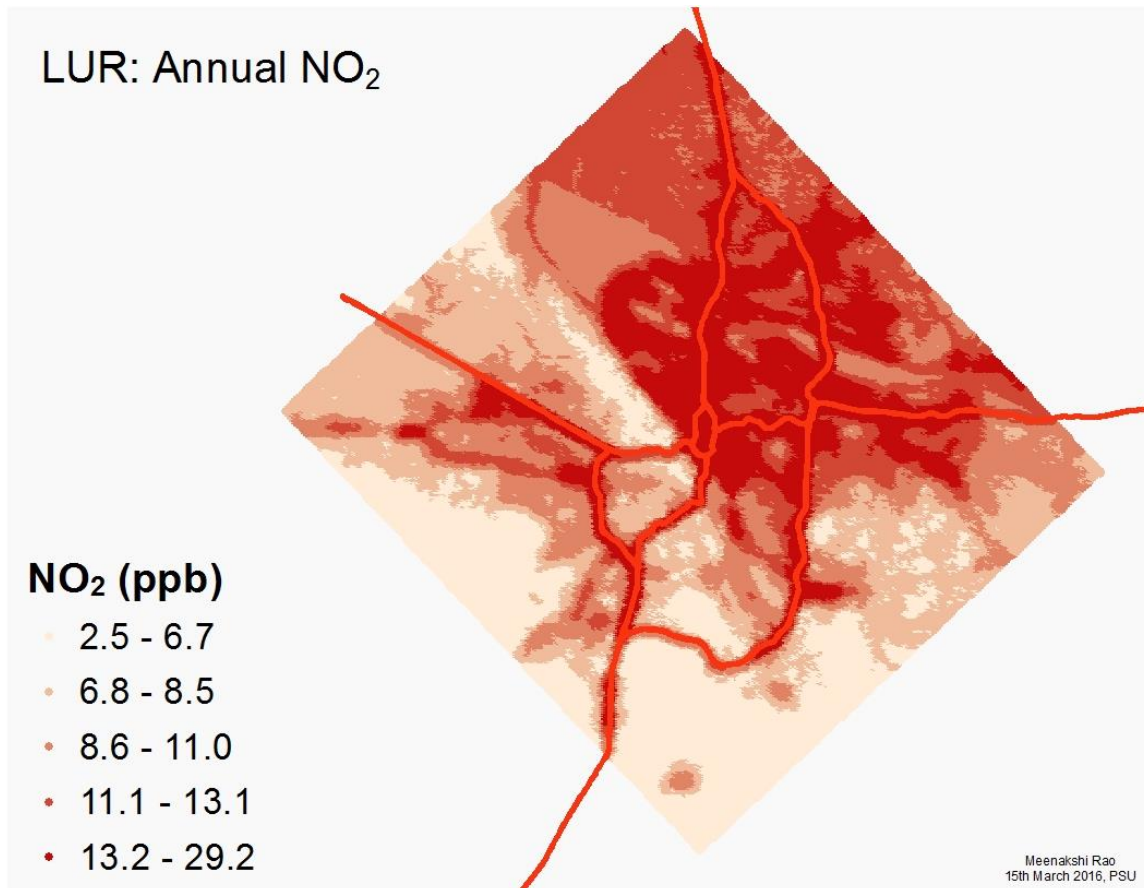 LUR: Annual NO₂
NO₂ (ppb)
2.5 - 6.7
6.8 - 8.5
8.6 - 11.0
11.1 - 13.1
13.2 - 29.2
Meenakshi Rao
15th March 2016, PSU